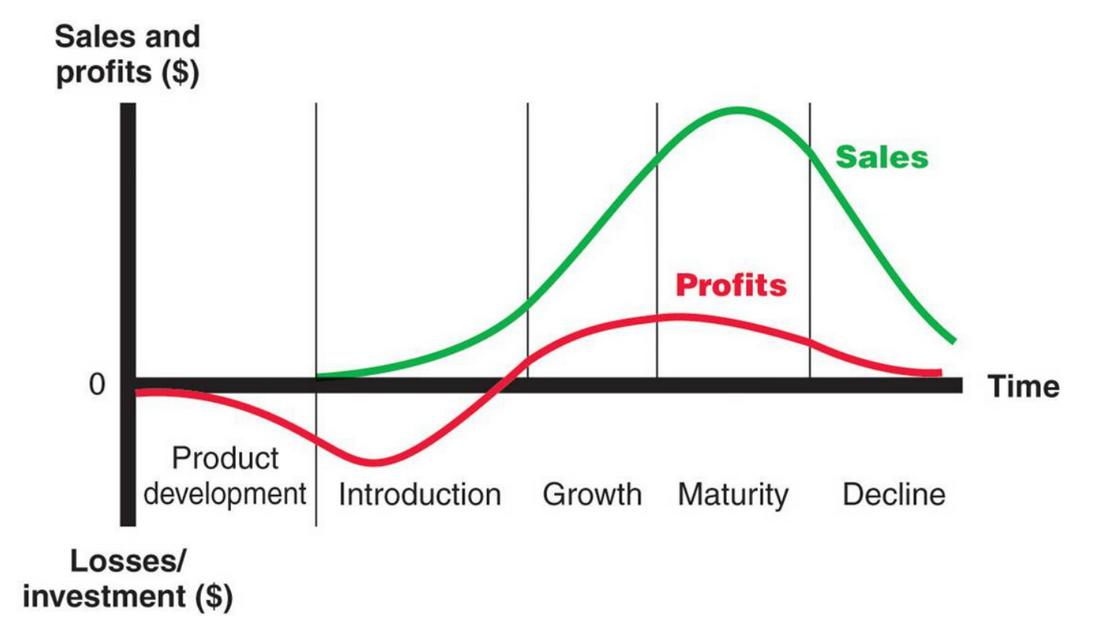 Sales and
profits ($)
Sales
Profits
0
Time
Product
development
Introduction
Growth
Maturity
Decline
Losses/
investment ($)